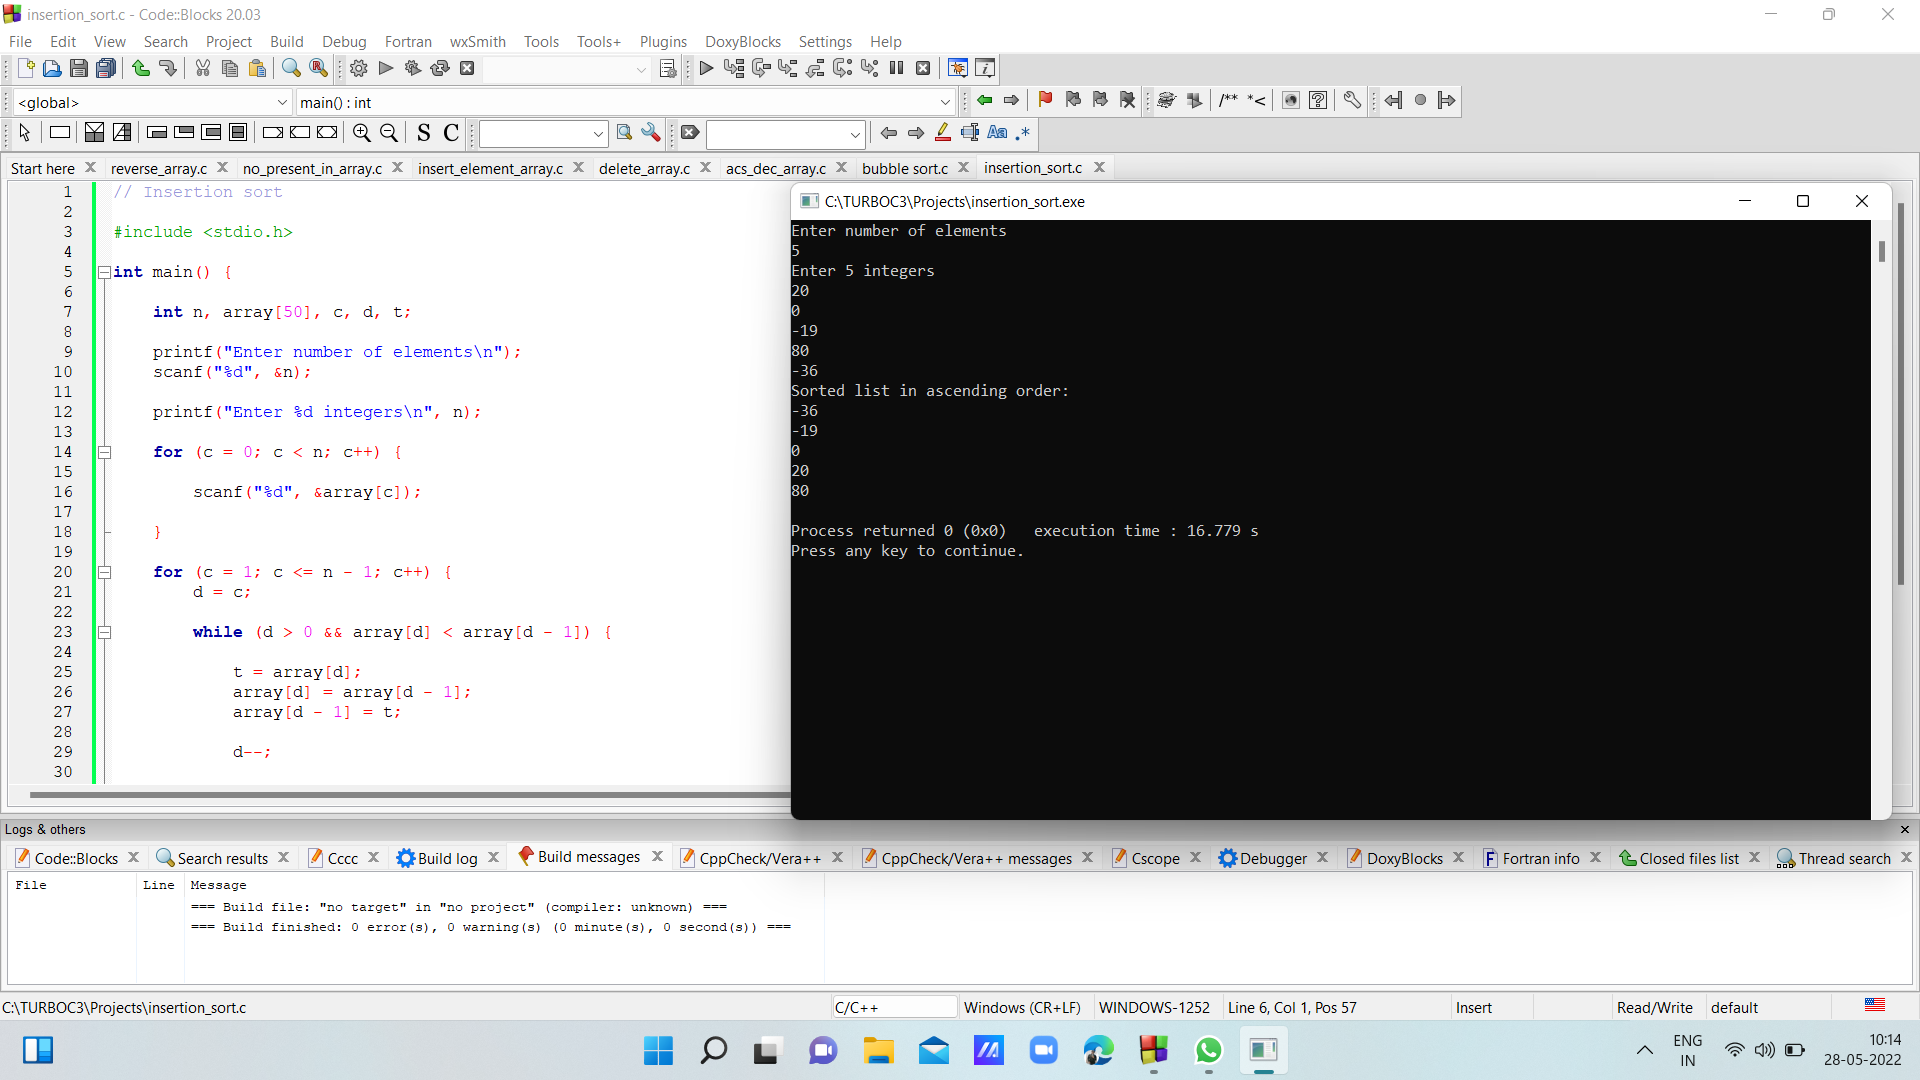 insertion_sort.c - Code::Blocks 20.03
File Edit View Search Project Build Debug Fortran wxSmith Tools Tools+ Plugins DoxyBlocks Settings Help
<global> main() : int
/** *<
S C Aa .*
Start here reverse_array.c no_present_in_array.c insert_element_array.c delete_array.c acs_dec_array.c bubble sort.c insertion_sort.c
1 // Insertion sort
2
3 #include <stdio.h>
4
5 int main() {
6
7 int n, array[50], c, d, t;
8
9 printf("Enter number of elements\n");
10 scanf("%d", &n);
11
12 printf("Enter %d integers\n", n);
13
14 for (c = 0; c < n; c++) {
15
16 scanf("%d", &array[c]);
17
18 }
19
20 for (c = 1; c <= n - 1; c++) {
21 d = c;
22
23 while (d > 0 && array[d] < array[d - 1]) {
24
25 t = array[d];
26 array[d] = array[d - 1];
27 array[d - 1] = t;
28
29 d--;
30
C:\TURBOC3\Projects\insertion_sort.exe
Enter number of elements
5
Enter 5 integers
20
0
-19
80
-36
Sorted list in ascending order:
-36
-19
0
20
80
Process returned 0 (0x0) execution time : 16.779 s
Press any key to continue.
Logs & others
Code::Blocks Search results Cccc Build log Build messages CppCheck/Vera++ CppCheck/Vera++ messages Cscope Debugger DoxyBlocks Fortran info Closed files list Thread search
File Line Message
=== Build file: "no target" in "no project" (compiler: unknown) ===
=== Build finished: 0 error(s), 0 warning(s) (0 minute(s), 0 second(s)) ===
C:\TURBOC3\Projects\insertion_sort.c C/C++ Windows (CR+LF) WINDOWS-1252 Line 6, Col 1, Pos 57 Insert Read/Write default
ENG
IN
10:14
28-05-2022